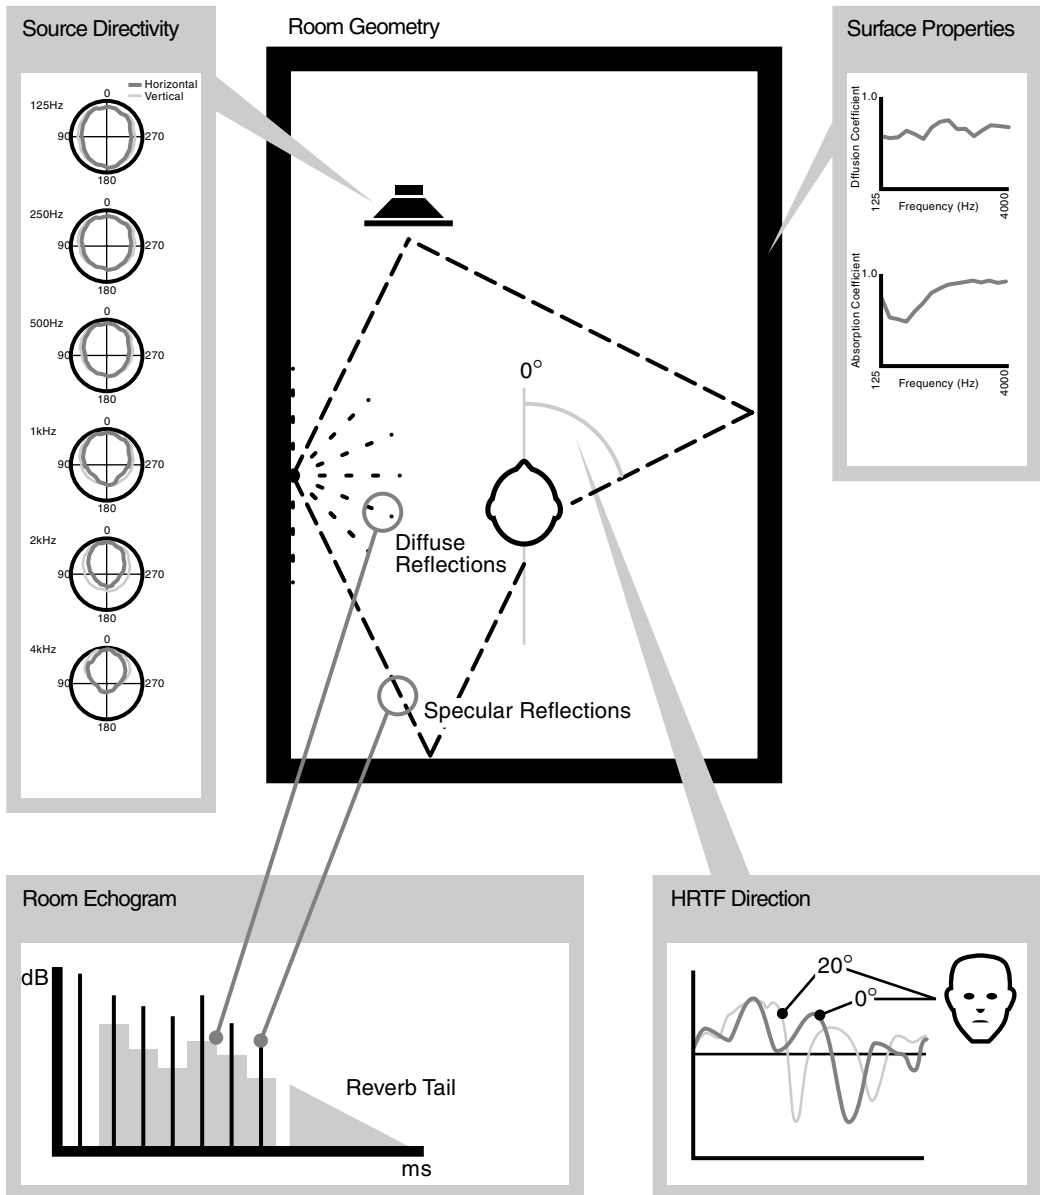 Source Directivity
Horizontal
Vertical
125Hz
0
90
270
180
250Hz
0
90
270
180
500Hz
0
90
270
180
1kHz
0
90
270
180
2kHz
0
90
270
180
4kHz
0
90
270
180
Room Geometry
0°
Diffuse
Reflections
Specular Reflections
Surface Properties
1.0
Dffusion Coefficient
125
Frequency (Hz)
4000
1.0
Absorption Coefficient
125
Frequency (Hz)
4000
Room Echogram
dB
Reverb Tail
ms
HRTF Direction
20°
0°